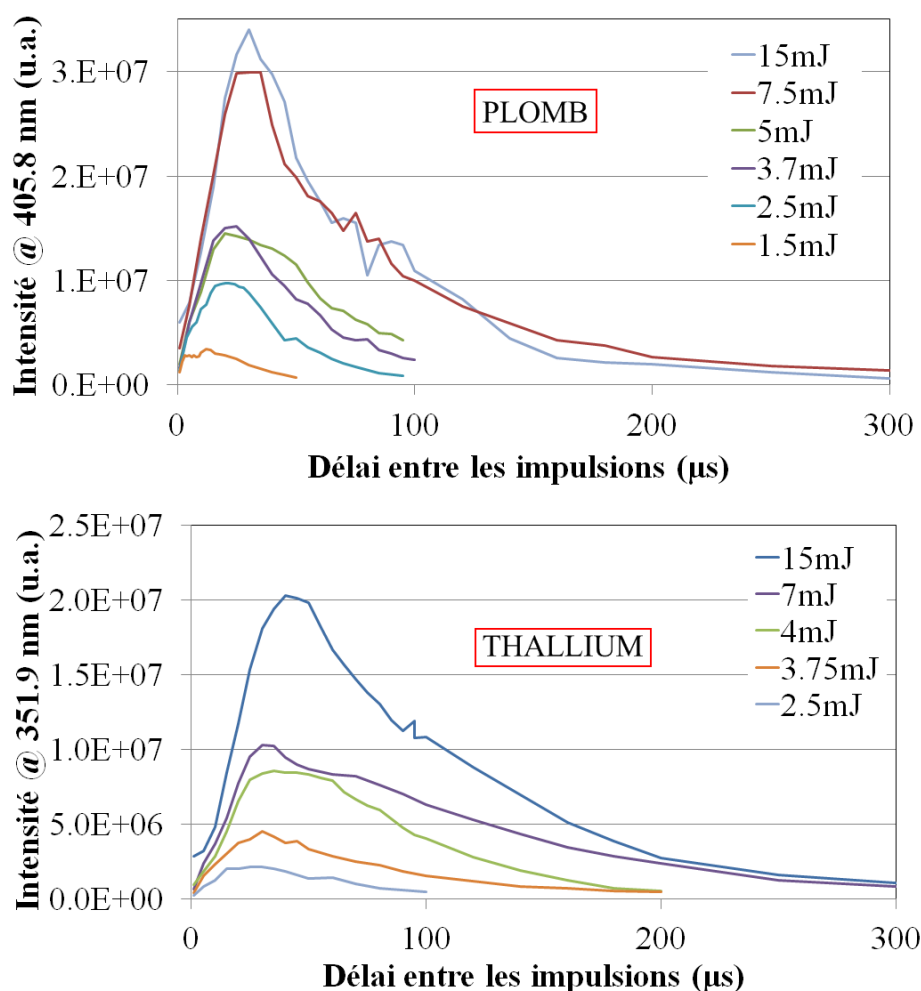 Intensité @ 405.8 nm (u.a.)
3.E+07
2.E+07
1.E+07
0.E+00
PLOMB
15mJ
7.5mJ
5mJ
3.7mJ
2.5mJ
1.5mJ
0 100 200 300
Délai entre les impulsions (µs)
Intensité @ 351.9 nm (u.a.)
2.5E+07
2.0E+07
1.5E+07
1.0E+07
5.0E+06
0.0E+00
THALLIUM
15mJ
7mJ
4mJ
3.75mJ
2.5mJ
0 100 200 300
Délai entre les impulsions (µs)